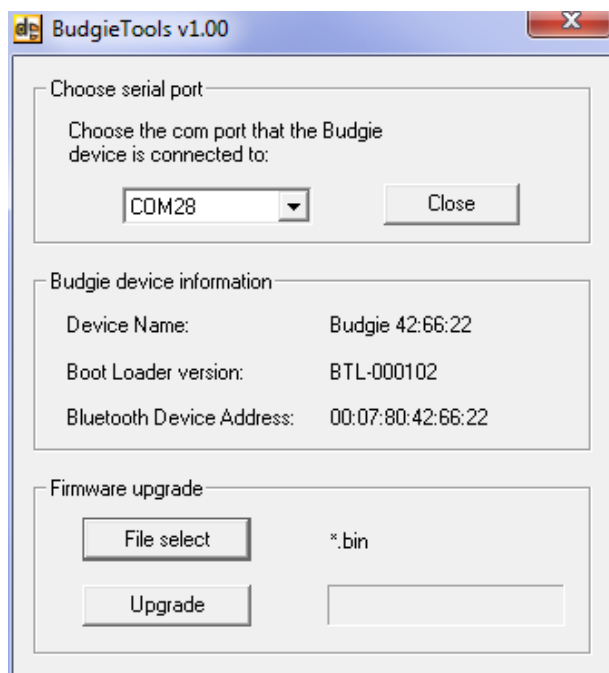 BudgieTools v1.00
Choose serial port
Choose the com port that the Budgie
device is connected to:
COM28
Close
Budgie device information
Device Name: Budgie 42:66:22
Boot Loader version: BTL-000102
Bluetooth Device Address: 00:07:80:42:66:22
Firmware upgrade
File select *.bin
Upgrade